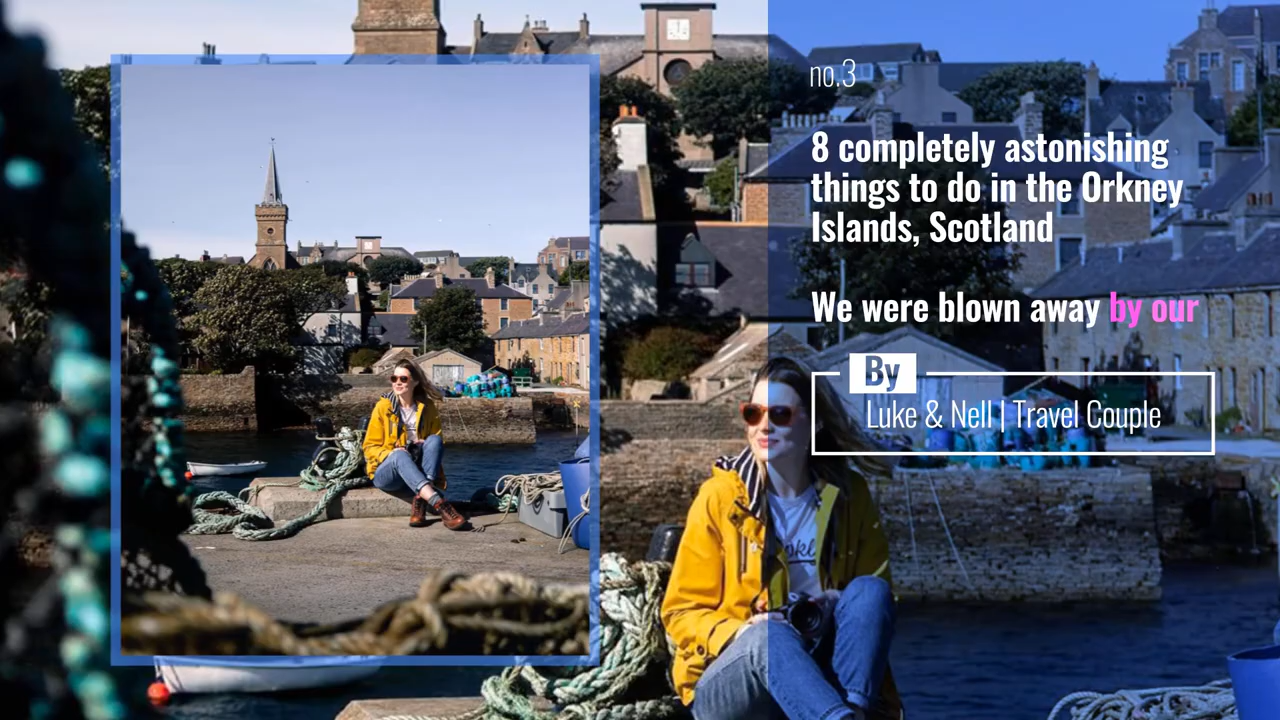 no.3
8 completely astonishing
things to do in the Orkney
Islands, Scotland
We were blown away by our
By
Luke & Nell | Travel Couple